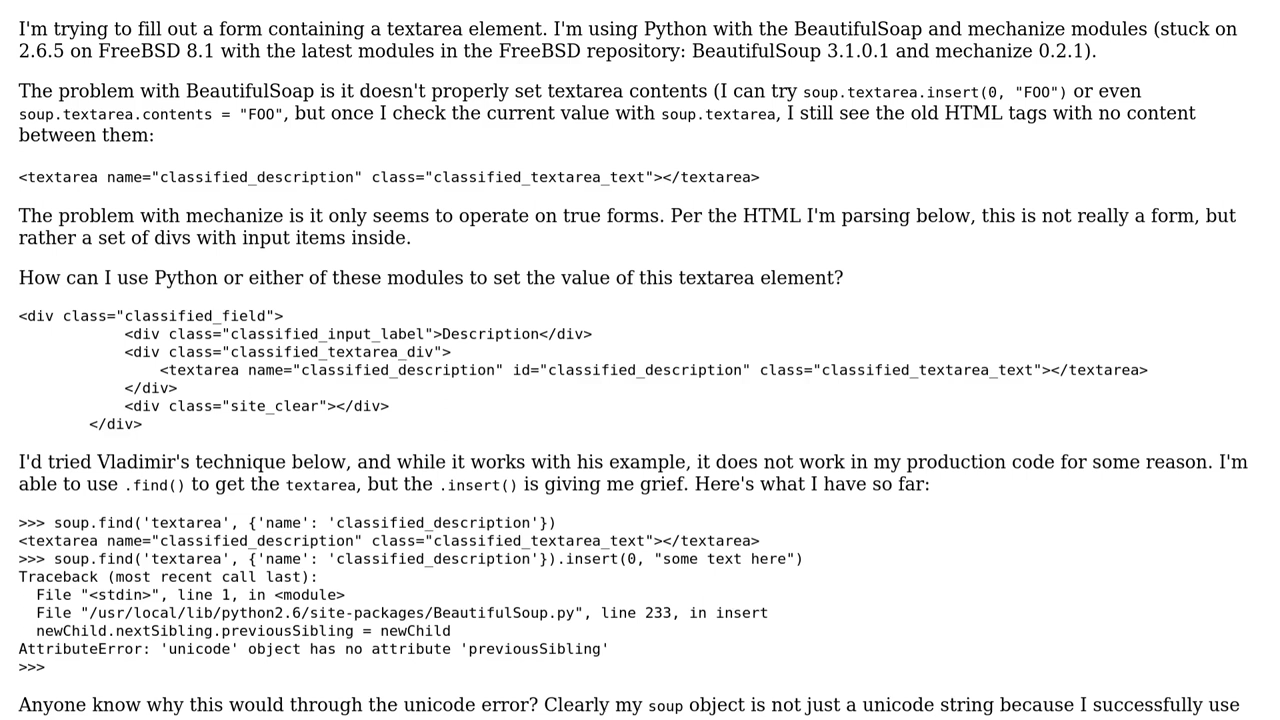 I'm trying to fill out a form containing a textarea element. I'm using Python with the BeautifulSoap and mechanize modules (stuck on
2.6.5 on FreeBSD 8.1 with the latest modules in the FreeBSD repository: BeautifulSoup 3.1.0.1 and mechanize 0.2.1).
The problem with BeautifulSoap is it doesn't properly set textarea contents (I can try soup.textarea.insert(0, "FOO") or even
soup.textarea.contents = "FOO", but once I check the current value with soup.textarea, I still see the old HTML tags with no content
between them:
<textarea name="classified_description" class="classified_textarea_text"></textarea>
The problem with mechanize is it only seems to operate on true forms. Per the HTML I'm parsing below, this is not really a form, but
rather a set of divs with input items inside.
How can I use Python or either of these modules to set the value of this textarea element?
<div class="classified_field">
            <div class="classified_input_label">Description</div>
            <div class="classified_textarea_div">
                <textarea name="classified_description" id="classified_description" class="classified_textarea_text"></textarea>
            </div>
            <div class="site_clear"></div>
        </div>
I'd tried Vladimir's technique below, and while it works with his example, it does not work in my production code for some reason. I'm
able to use .find() to get the textarea, but the .insert() is giving me grief. Here's what I have so far:
>>> soup.find('textarea', {'name': 'classified_description'})
<textarea name="classified_description" class="classified_textarea_text"></textarea>
>>> soup.find('textarea', {'name': 'classified_description'}).insert(0, "some text here")
Traceback (most recent call last):
  File "<stdin>", line 1, in <module>
  File "/usr/local/lib/python2.6/site-packages/BeautifulSoup.py", line 233, in insert
  newChild.nextSibling.previousSibling = newChild
AttributeError: 'unicode' object has no attribute 'previousSibling'
>>>
Anyone know why this would through the unicode error? Clearly my soup object is not just a unicode string because I successfully use